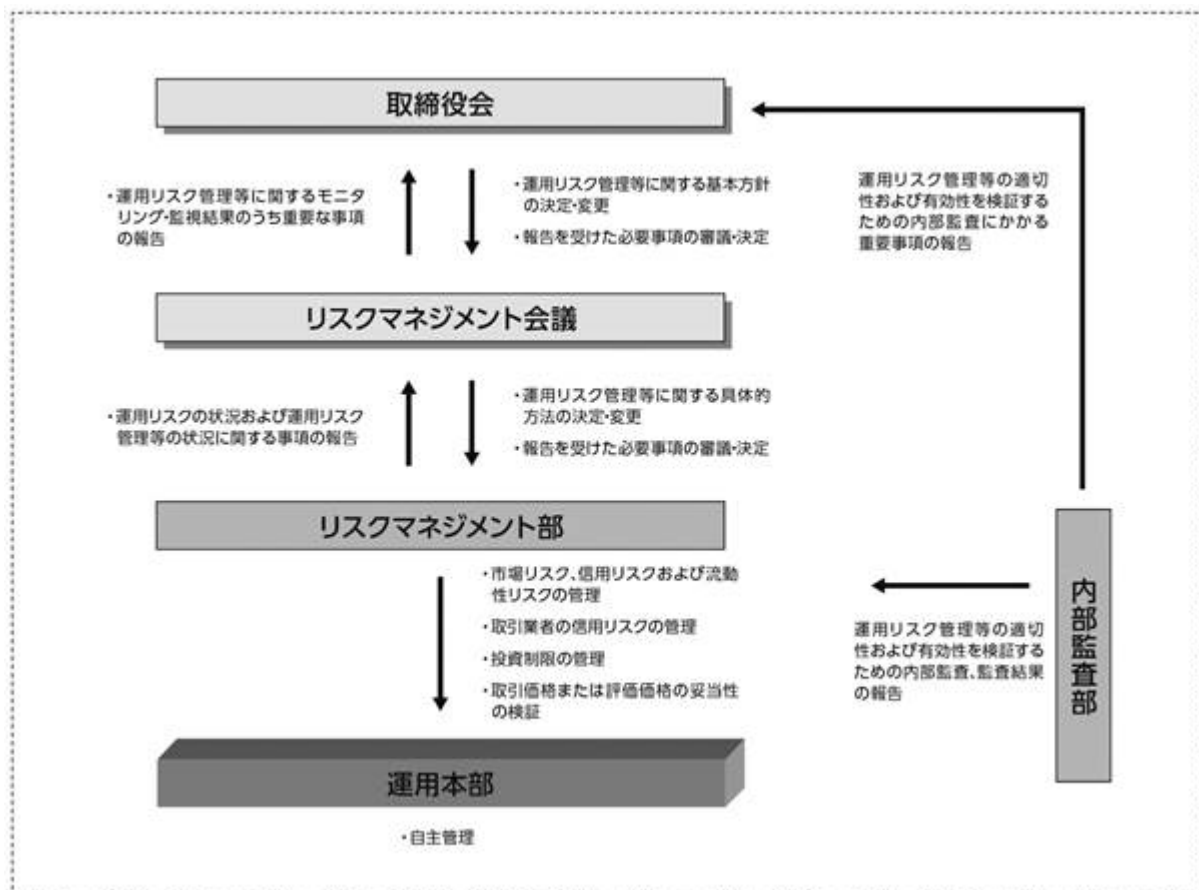 取締役会
・運用リスク管理等に関するモニタ
リング・監視結果のうち重要な事項
の報告
・運用リスク管理等に関する基本方針
の決定・変更
・報告を受けた必要事項の審議・決定
運用リスク管理等の適切
性および有効性を検証する
ための内部監査にかかる
重要事項の報告
リスクマネジメント会議
・運用リスクの状況および運用リスク
管理等の状況に関する事項の報告
・運用リスク管理等に関する具体的
方法の決定・変更
・報告を受けた必要事項の審議・決定
リスクマネジメント部
・市場リスク、信用リスクおよび流動
性リスクの管理
・取引業者の信用リスクの管理
・投資制限の管理
・取引価格または評価価格の妥当性
の検証
運用リスク管理等の適切
性および有効性を検証する
ための内部監査、監査結果
の報告
内部監査部
運用本部
・自主管理